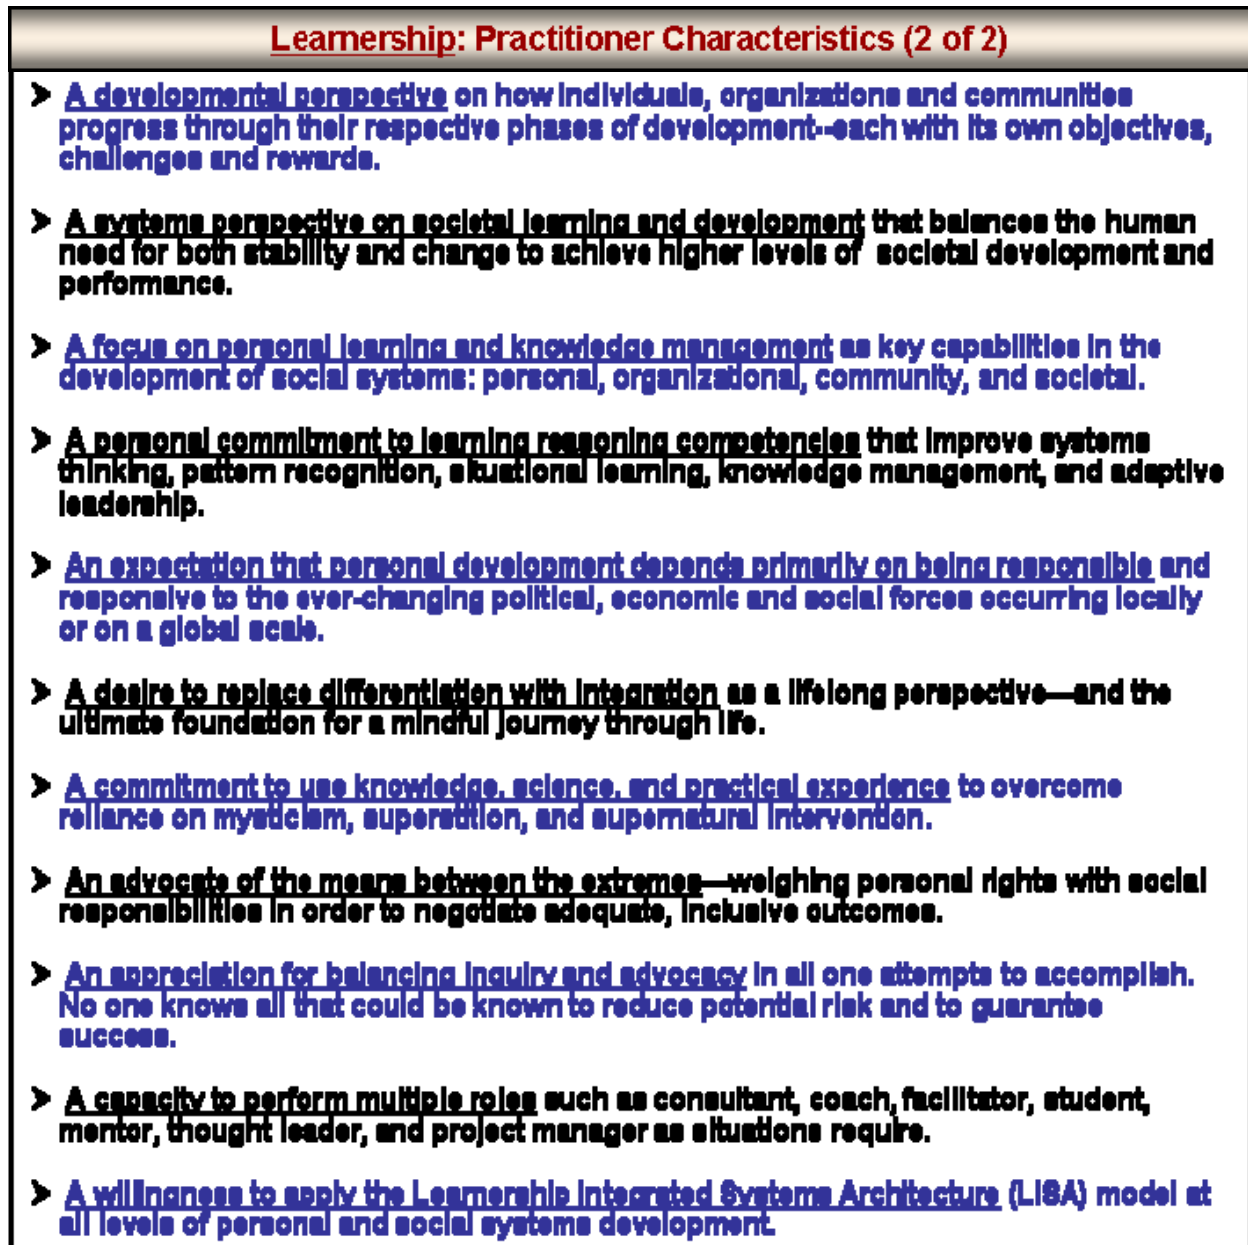 Learnership: Practitioner Characteristics (2 of 2)
➢ A developmental perspective on how individuals, organizations and communities
progress through their respective phases of development--each with its own objectives,
challenges and rewards.
➢ A systems perspective on societal learning and development that balances the human
need for both stability and change to achieve higher levels of societal development and
performance.
➢ A focus on personal learning and knowledge management as key capabilities in the
development of social systems: personal, organizational, community, and societal.
➢ A personal commitment to learning reasoning competencies that improve systems
thinking, pattern recognition, situational learning, knowledge management, and adaptive
leadership.
➢ An expectation that personal development depends primarily on being responsible and
responsive to the ever-changing political, economic and social forces occurring locally
or on a global scale.
➢ A desire to replace differentiation with integration as a lifelong perspective—and the
ultimate foundation for a mindful journey through life.
➢ A commitment to use knowledge, science, and practical experience to overcome
reliance on mysticism, superstition, and supernatural intervention.
➢ An advocate of the means between the extremes—weighing personal rights with social
responsibilities in order to negotiate adequate, inclusive outcomes.
➢ An appreciation for balancing inquiry and advocacy in all one attempts to accomplish.
No one knows all that could be known to reduce potential risk and to guarantee
success.
➢ A capacity to perform multiple roles such as consultant, coach, facilitator, student,
mentor, thought leader, and project manager as situations require.
➢ A willingness to apply the Learnership Integrated Systems Architecture (LISA) model at
all levels of personal and social systems development.